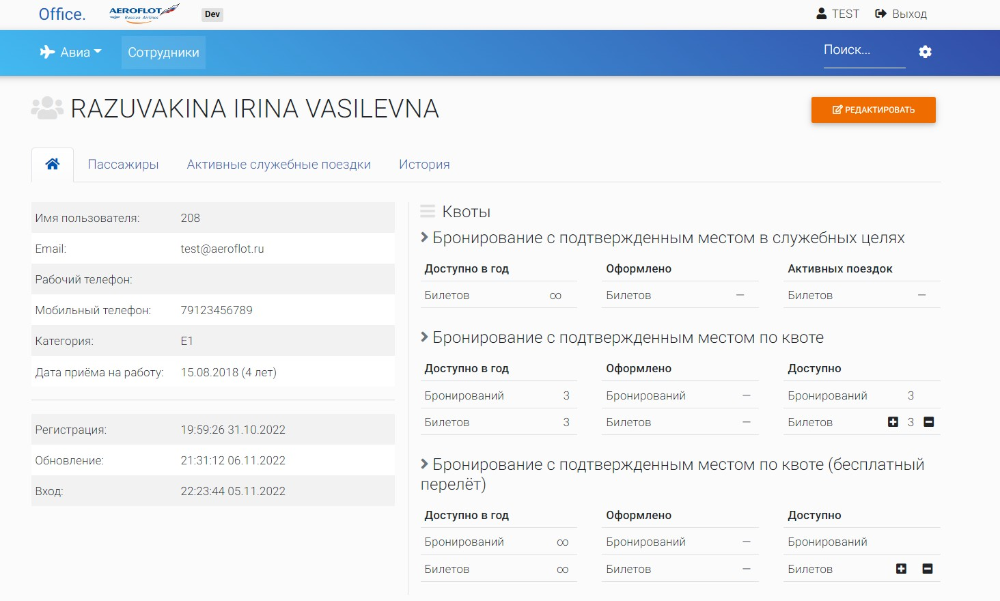 Office. AEROFLOT Russian Airlines Dev TEST Выход
Авиа Сотрудники Поиск...
RAZUVAKINA IRINA VASILEVNA РЕДАКТИРОВАТЬ
Пассажиры Активные служебные поездки История
Имя пользователя: 208
Email: test@aeroflot.ru
Рабочий телефон:
Мобильный телефон: 79123456789
Категория: E1
Дата приёма на работу: 15.08.2018 (4 лет)
Регистрация: 19:59:26 31.10.2022
Обновление: 21:31:12 06.11.2022
Вход: 22:23:44 05.11.2022
Квоты
Бронирование с подтвержденным местом в служебных целях
Доступно в год Оформлено Активных поездок
Билетов ∞ Билетов — Билетов —
Бронирование с подтвержденным местом по квоте
Доступно в год Оформлено Доступно
Бронирований 3 Бронирований — Бронирований 3
Билетов 3 Билетов — Билетов 3
Бронирование с подтвержденным местом по квоте (бесплатный
перелёт)
Доступно в год Оформлено Доступно
Бронирований ∞ Бронирований — Бронирований
Билетов ∞ Билетов — Билетов